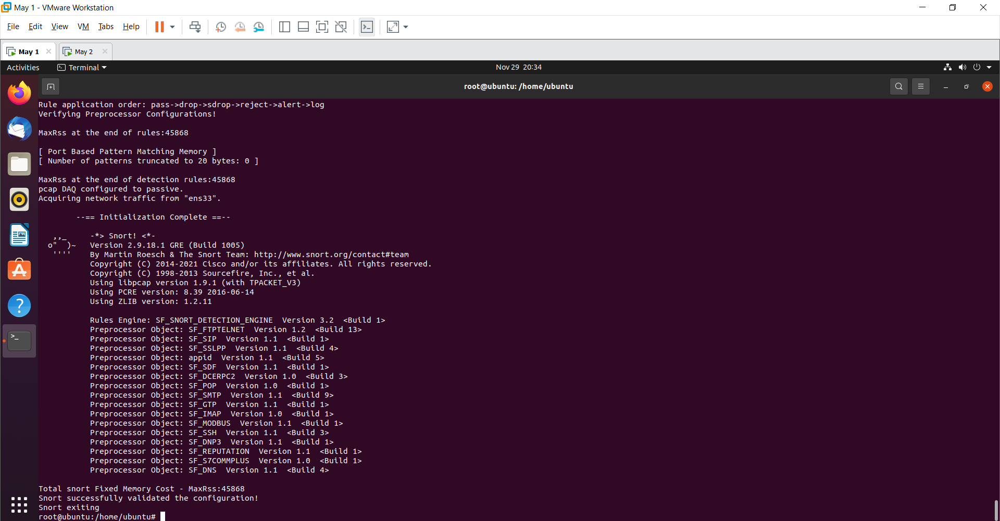 May 1 - VMware Workstation
File Edit View VM Tabs Help
May 1 May 2
Activities Terminal Nov 29 20:34
root@ubuntu: /home/ubuntu
Rule application order: pass->drop->sdrop->reject->alert->log
Verifying Preprocessor Configurations!
MaxRss at the end of rules:45868
[ Port Based Pattern Matching Memory ]
[ Number of patterns truncated to 20 bytes: 0 ]
MaxRss at the end of detection rules:45868
pcap DAQ configured to passive.
Acquiring network traffic from "ens33".
--== Initialization Complete ==--
,,_ -*> Snort! <*-
o"  )~ Version 2.9.18.1 GRE (Build 1005)
'''' By Martin Roesch & The Snort Team: http://www.snort.org/contact#team
Copyright (C) 2014-2021 Cisco and/or its affiliates. All rights reserved.
Copyright (C) 1998-2013 Sourcefire, Inc., et al.
Using libpcap version 1.9.1 (with TPACKET_V3)
Using PCRE version: 8.39 2016-06-14
Using ZLIB version: 1.2.11
Rules Engine: SF_SNORT_DETECTION_ENGINE  Version 3.2  <Build 1>
Preprocessor Object: SF_FTPTELNET  Version 1.2  <Build 13>
Preprocessor Object: SF_SIP  Version 1.1  <Build 1>
Preprocessor Object: SF_SSLPP  Version 1.1  <Build 4>
Preprocessor Object: appid  Version 1.1  <Build 5>
Preprocessor Object: SF_SDF  Version 1.1  <Build 1>
Preprocessor Object: SF_DCERPC2  Version 1.0  <Build 3>
Preprocessor Object: SF_POP  Version 1.0  <Build 1>
Preprocessor Object: SF_SMTP  Version 1.1  <Build 9>
Preprocessor Object: SF_GTP  Version 1.1  <Build 1>
Preprocessor Object: SF_IMAP  Version 1.0  <Build 1>
Preprocessor Object: SF_MODBUS  Version 1.1  <Build 1>
Preprocessor Object: SF_SSH  Version 1.1  <Build 3>
Preprocessor Object: SF_DNP3  Version 1.1  <Build 1>
Preprocessor Object: SF_REPUTATION  Version 1.1  <Build 1>
Preprocessor Object: SF_S7COMMPLUS  Version 1.0  <Build 1>
Preprocessor Object: SF_DNS  Version 1.1  <Build 4>
Total snort Fixed Memory Cost - MaxRss:45868
Snort successfully validated the configuration!
Snort exiting
root@ubuntu:/home/ubuntu#